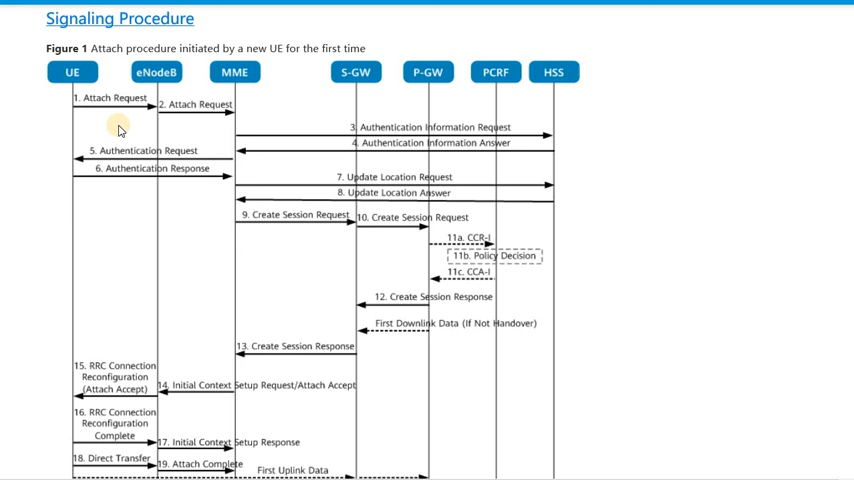 Signaling Procedure
Figure 1 Attach procedure initiated by a new UE for the first time
UE eNodeB MME S-GW P-GW PCRF HSS
1. Attach Request
2. Attach Request
3. Authentication Information Request
4. Authentication Information Answer
5. Authentication Request
6. Authentication Response
7. Update Location Request
8. Update Location Answer
9. Create Session Request
10. Create Session Request
11a. CCR-I
11b. Policy Decision
11c. CCA-I
12. Create Session Response
First Downlink Data (If Not Handover)
13. Create Session Response
15. RRC Connection
Reconfiguration
(Attach Accept)
14. Initial Context Setup Request/Attach Accept
16. RRC Connection
Reconfiguration
Complete
17. Initial Context Setup Response
18. Direct Transfer
19. Attach Complete
First Uplink Data